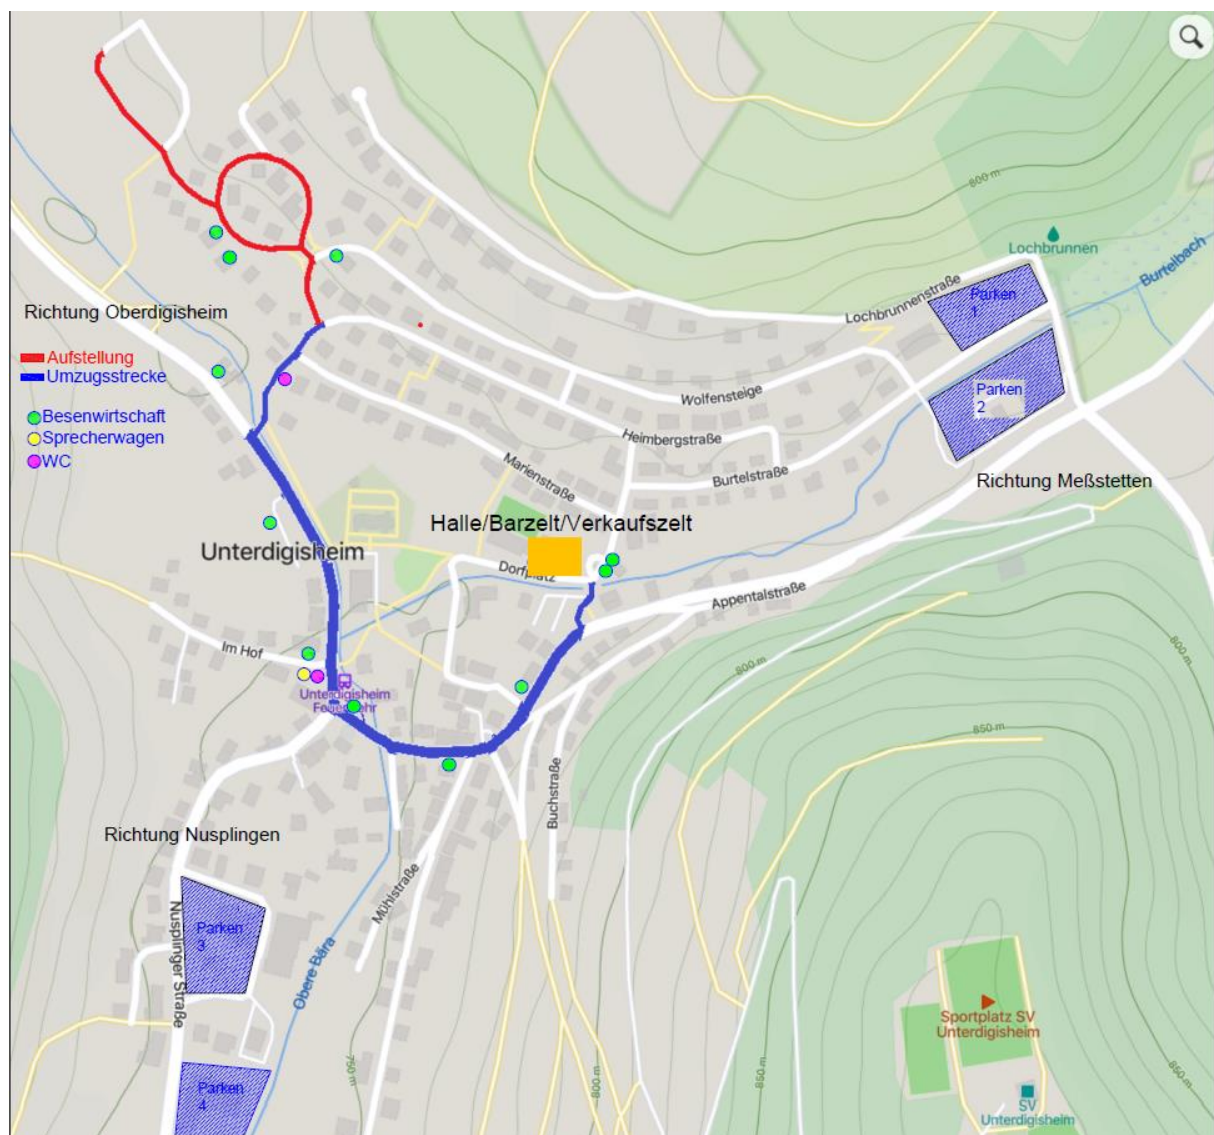 Lochbrunnen
Burtelbach
800 m
Lochbrunnenstraße
Parken
1
Richtung Oberdigisheim
Aufstellung
Umzugsstrecke
Besenwirtschaft
Sprecherwagen
WC
Parken
2
Wolfensteige
Heimbergstraße
Burtelstraße
Marienstraße
Richtung Meßstetten
Halle/Barzelt/Verkaufszelt
Unterdigisheim
Dorfplatz
Appentalstraße
Im Hof
800 m
800 m
Unterdigisheim
Feuerwehr
850 m
Buchstraße
Richtung Nusplingen
Mühlstraße
Parken
3
Nusplinger Straße
Obere Bära
Sportplatz SV
Unterdigisheim
750 m
800 m
850 m
850 m
Parken
4
SV
Unterdigisheim